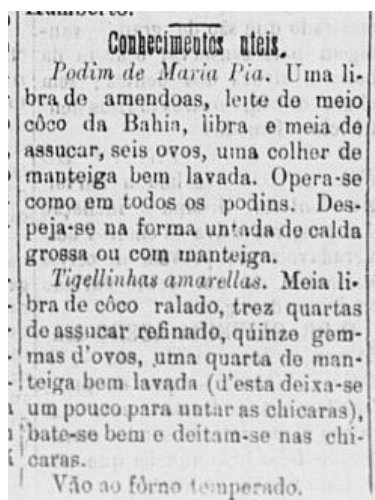 Humberto.
Conhecimentos uteis.
Podim de Maria Pia. Uma li-
bra de amendoas, leite de meio
côco da Bahia, libra e meia de
assucar, seis ovos, uma colher de
manteiga bem lavada. Opera-se
como em todos os podins. Des-
peja-se na forma untada de calda
grossa ou com manteiga.
Tigellinhas amarellas. Meia li-
bra de côco ralado, trez quartas
de assucar refinado, quinze gem-
mas d'ovos, uma quarta de man-
teiga bem lavada (d'esta deixa-se
um pouco para untar as chicaras),
bate-se bem e deitam-se nas chi-
caras.
Vão ao fôrno temperado.